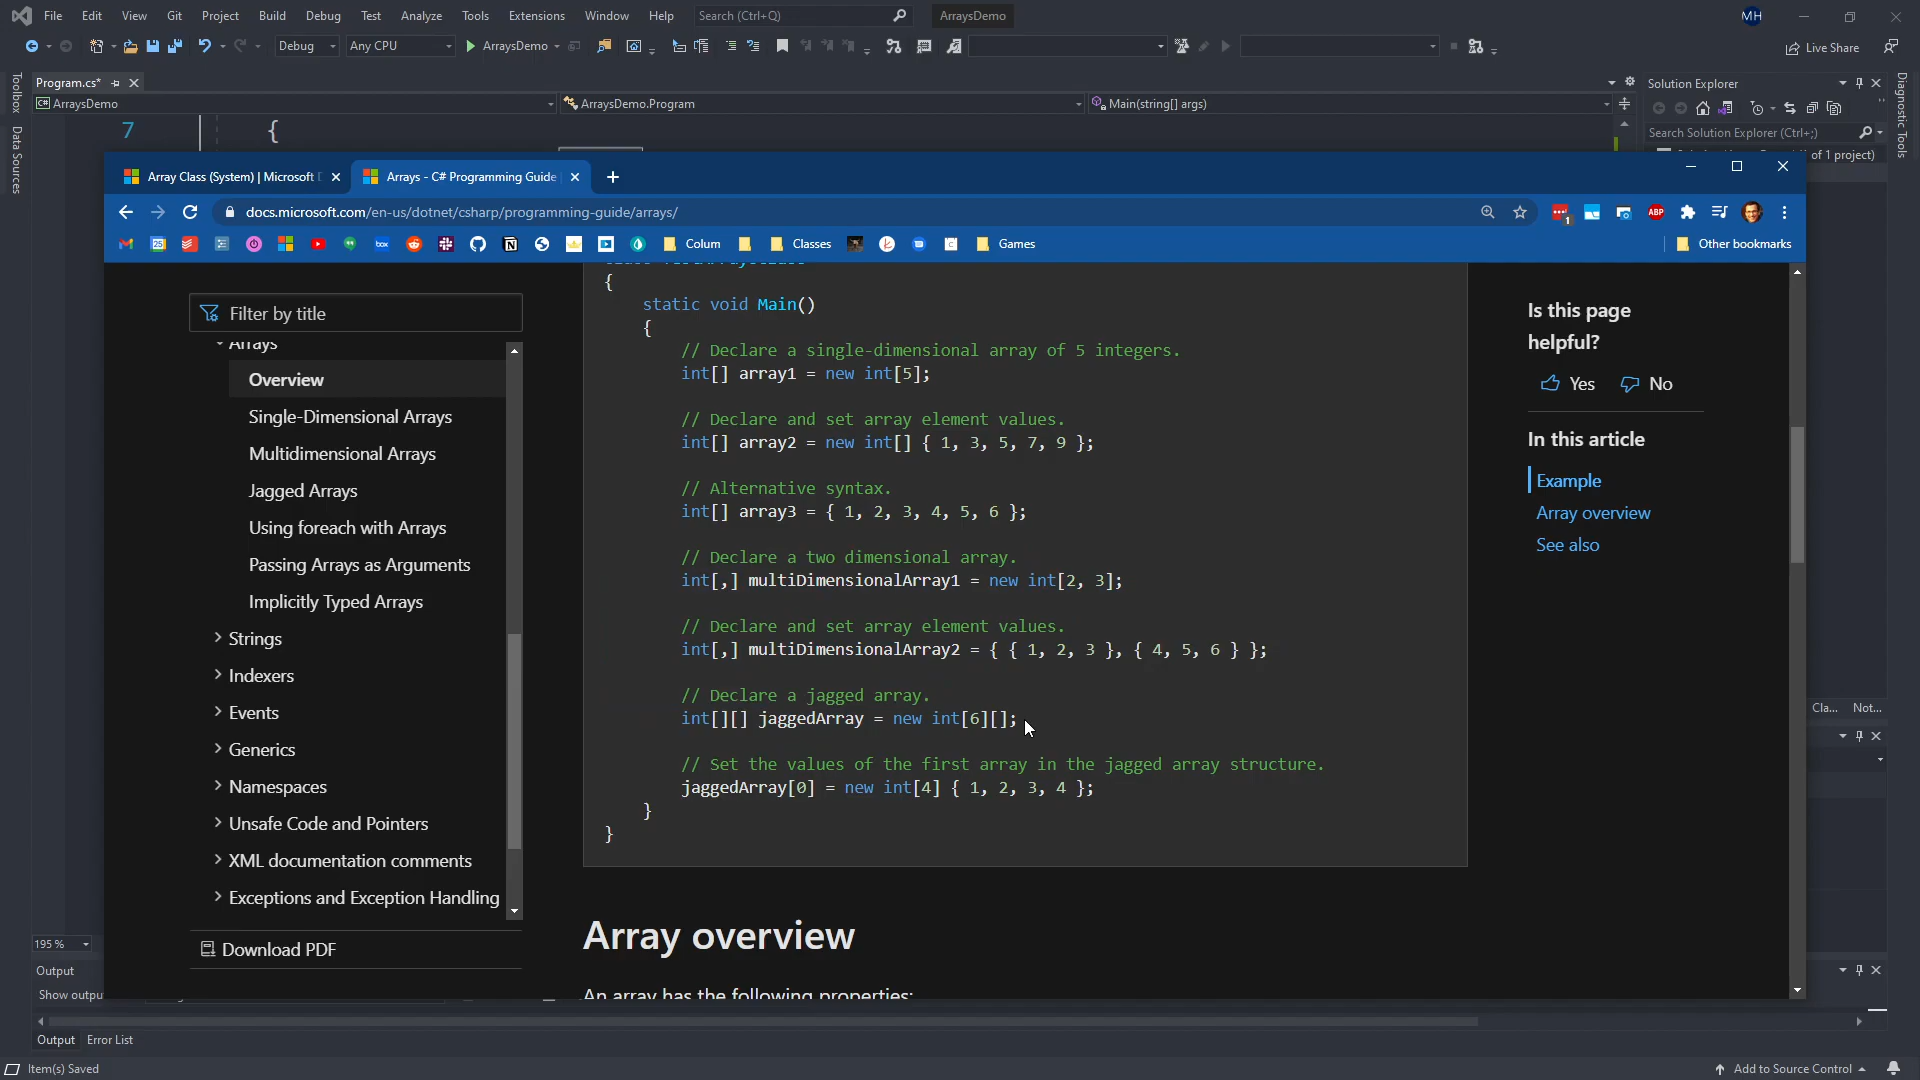 File Edit View Git Project Build Debug Test Analyze Tools Extensions Window Help Search (Ctrl+Q) ArraysDemo MH
Debug Any CPU ArraysDemo Live Share
Program.cs*
Solution Explorer
ArraysDemo ArraysDemo.Program Main(string[] args)
Toolbox
Data Sources
Diagnostic Tools
Search Solution Explorer (Ctrl+;)
7 {
of 1 project)
Array Class (System) | Microsoft Arrays - C# Programming Guide
docs.microsoft.com/en-us/dotnet/csharp/programming-guide/arrays/
ABP
Colum Classes Games Other bookmarks
Filter by title
Arrays
Overview
Single-Dimensional Arrays
Multidimensional Arrays
Jagged Arrays
Using foreach with Arrays
Passing Arrays as Arguments
Implicitly Typed Arrays
Strings
Indexers
Events
Generics
Namespaces
Unsafe Code and Pointers
XML documentation comments
Exceptions and Exception Handling
Download PDF
{
static void Main()
{
// Declare a single-dimensional array of 5 integers.
int[] array1 = new int[5];
// Declare and set array element values.
int[] array2 = new int[] { 1, 3, 5, 7, 9 };
// Alternative syntax.
int[] array3 = { 1, 2, 3, 4, 5, 6 };
// Declare a two dimensional array.
int[,] multiDimensionalArray1 = new int[2, 3];
// Declare and set array element values.
int[,] multiDimensionalArray2 = { { 1, 2, 3 }, { 4, 5, 6 } };
// Declare a jagged array.
int[][] jaggedArray = new int[6][];
// Set the values of the first array in the jagged array structure.
jaggedArray[0] = new int[4] { 1, 2, 3, 4 };
}
}
Array overview
An array has the following properties:
Is this page
helpful?
Yes No
In this article
Example
Array overview
See also
Cla... Not...
195 %
Output
Show outpu
Output Error List
Item(s) Saved Add to Source Control